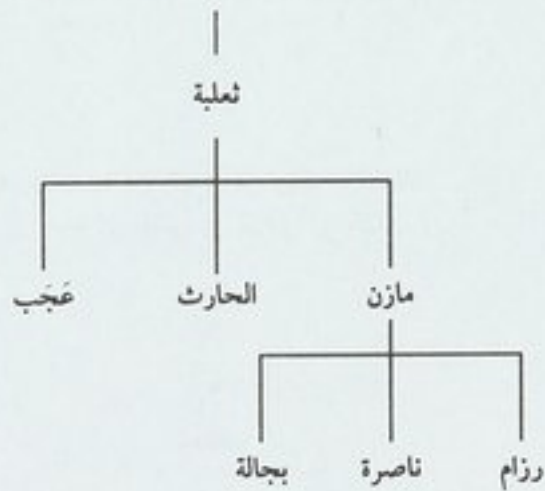 ثعلبة
مازن الحارث عَجَب
رزام ناصرة بجالة